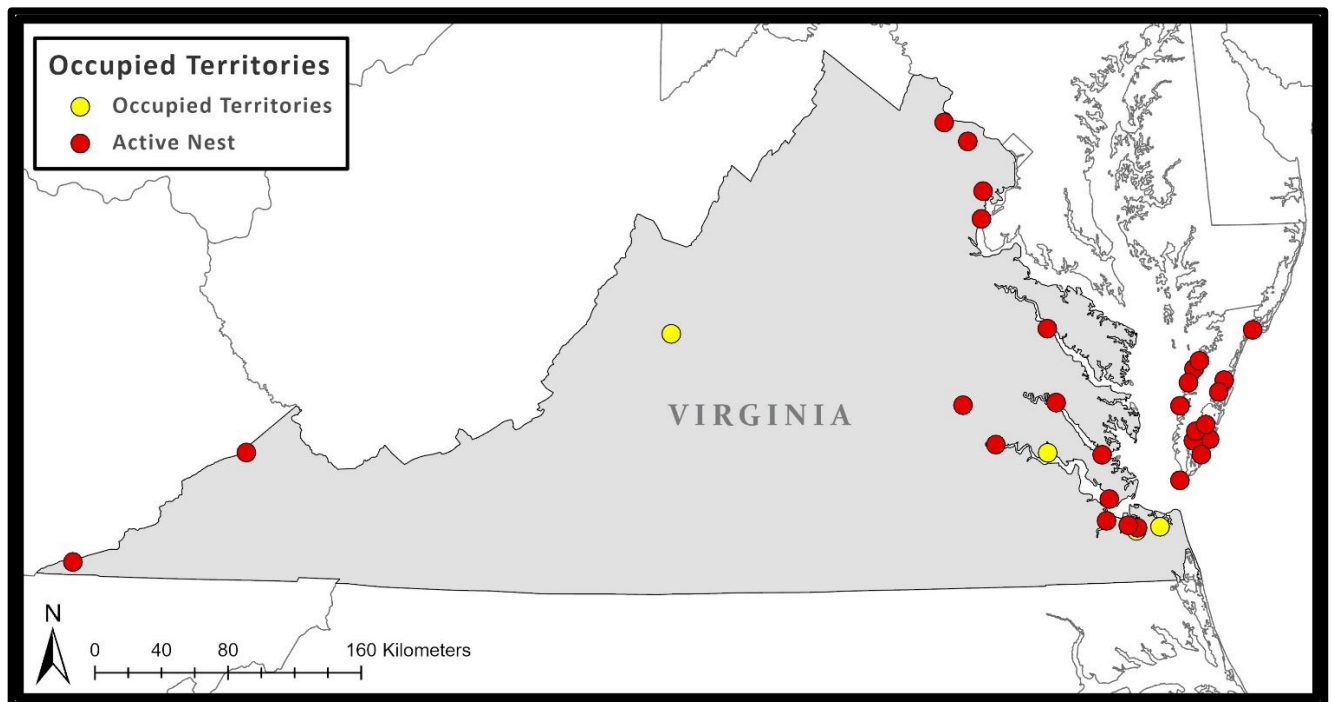 Occupied Territories
Occupied Territories
Active Nest
VIRGINIA
N
0 40 80 160 Kilometers